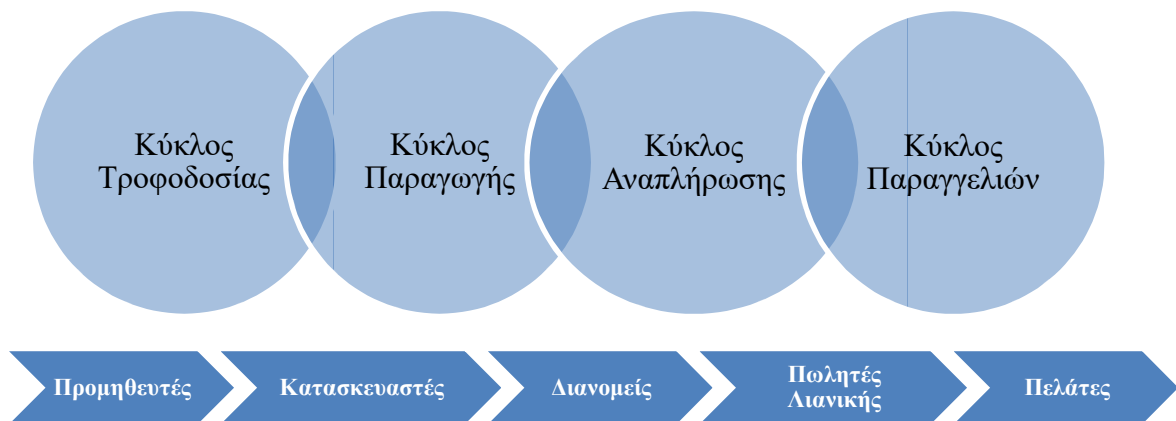 Κύκλος
Τροφοδοσίας
Κύκλος
Παραγωγής
Κύκλος
Αναπλήρωσης
Κύκλος
Παραγγελιών
Προμηθευτές
Κατασκευαστές
Διανομείς
Πωλητές
Λιανικής
Πελάτες